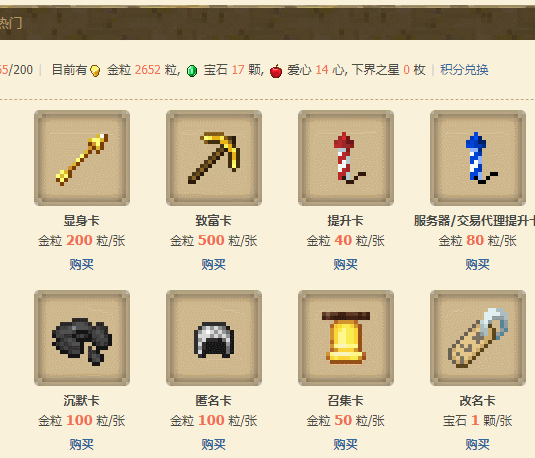 热门
65/200 | 目前有 金粒 2652 粒, 宝石 17 颗, 爱心 14 心, 下界之星 0 枚 | 积分兑换
显身卡 致富卡 提升卡 服务器/交易代理提升卡
金粒 200 粒/张 金粒 500 粒/张 金粒 40 粒/张 金粒 80 粒/张
购买 购买 购买 购买
沉默卡 匿名卡 召集卡 改名卡
金粒 100 粒/张 金粒 100 粒/张 金粒 50 粒/张 宝石 1 颗/张
购买 购买 购买 购买